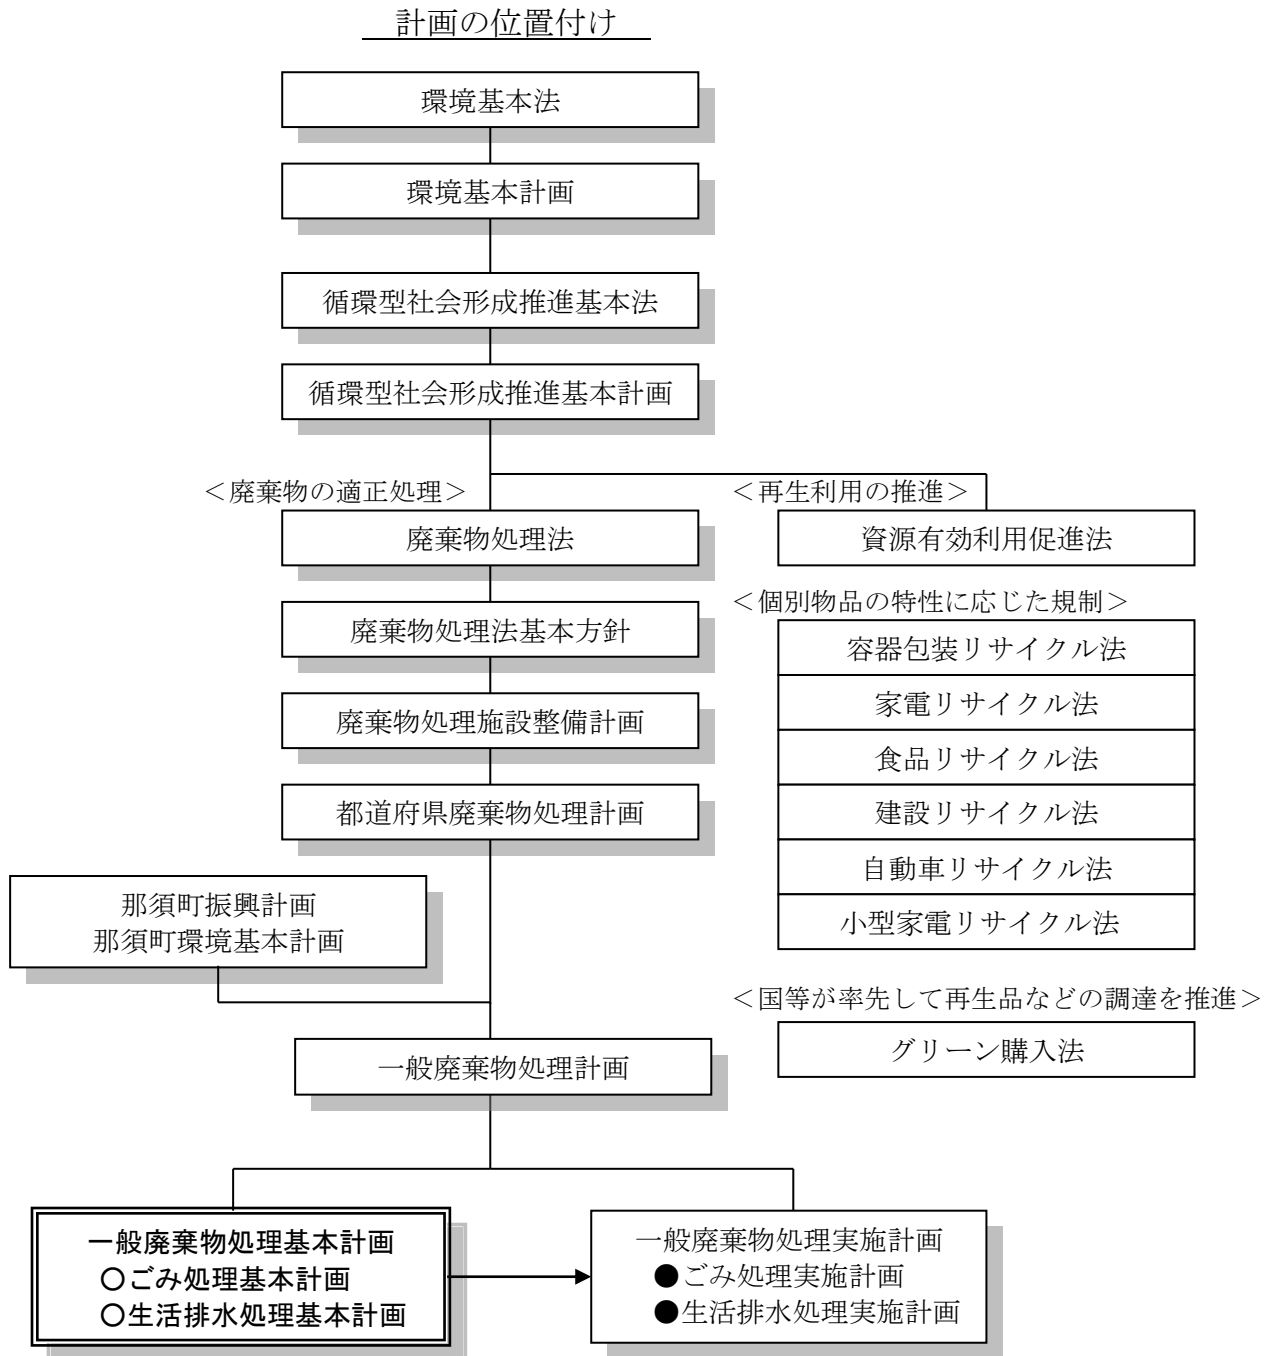 計画の位置付け
環境基本法
環境基本計画
循環型社会形成推進基本法
循環型社会形成推進基本計画
＜廃棄物の適正処理＞
廃棄物処理法
廃棄物処理法基本方針
廃棄物処理施設整備計画
都道府県廃棄物処理計画
＜再生利用の推進＞
資源有効利用促進法
＜個別物品の特性に応じた規制＞
容器包装リサイクル法
家電リサイクル法
食品リサイクル法
建設リサイクル法
自動車リサイクル法
小型家電リサイクル法
＜国等が率先して再生品などの調達を推進＞
グリーン購入法
那須町振興計画
那須町環境基本計画
一般廃棄物処理計画
一般廃棄物処理基本計画
○ごみ処理基本計画
○生活排水処理基本計画
一般廃棄物処理実施計画
●ごみ処理実施計画
●生活排水処理実施計画